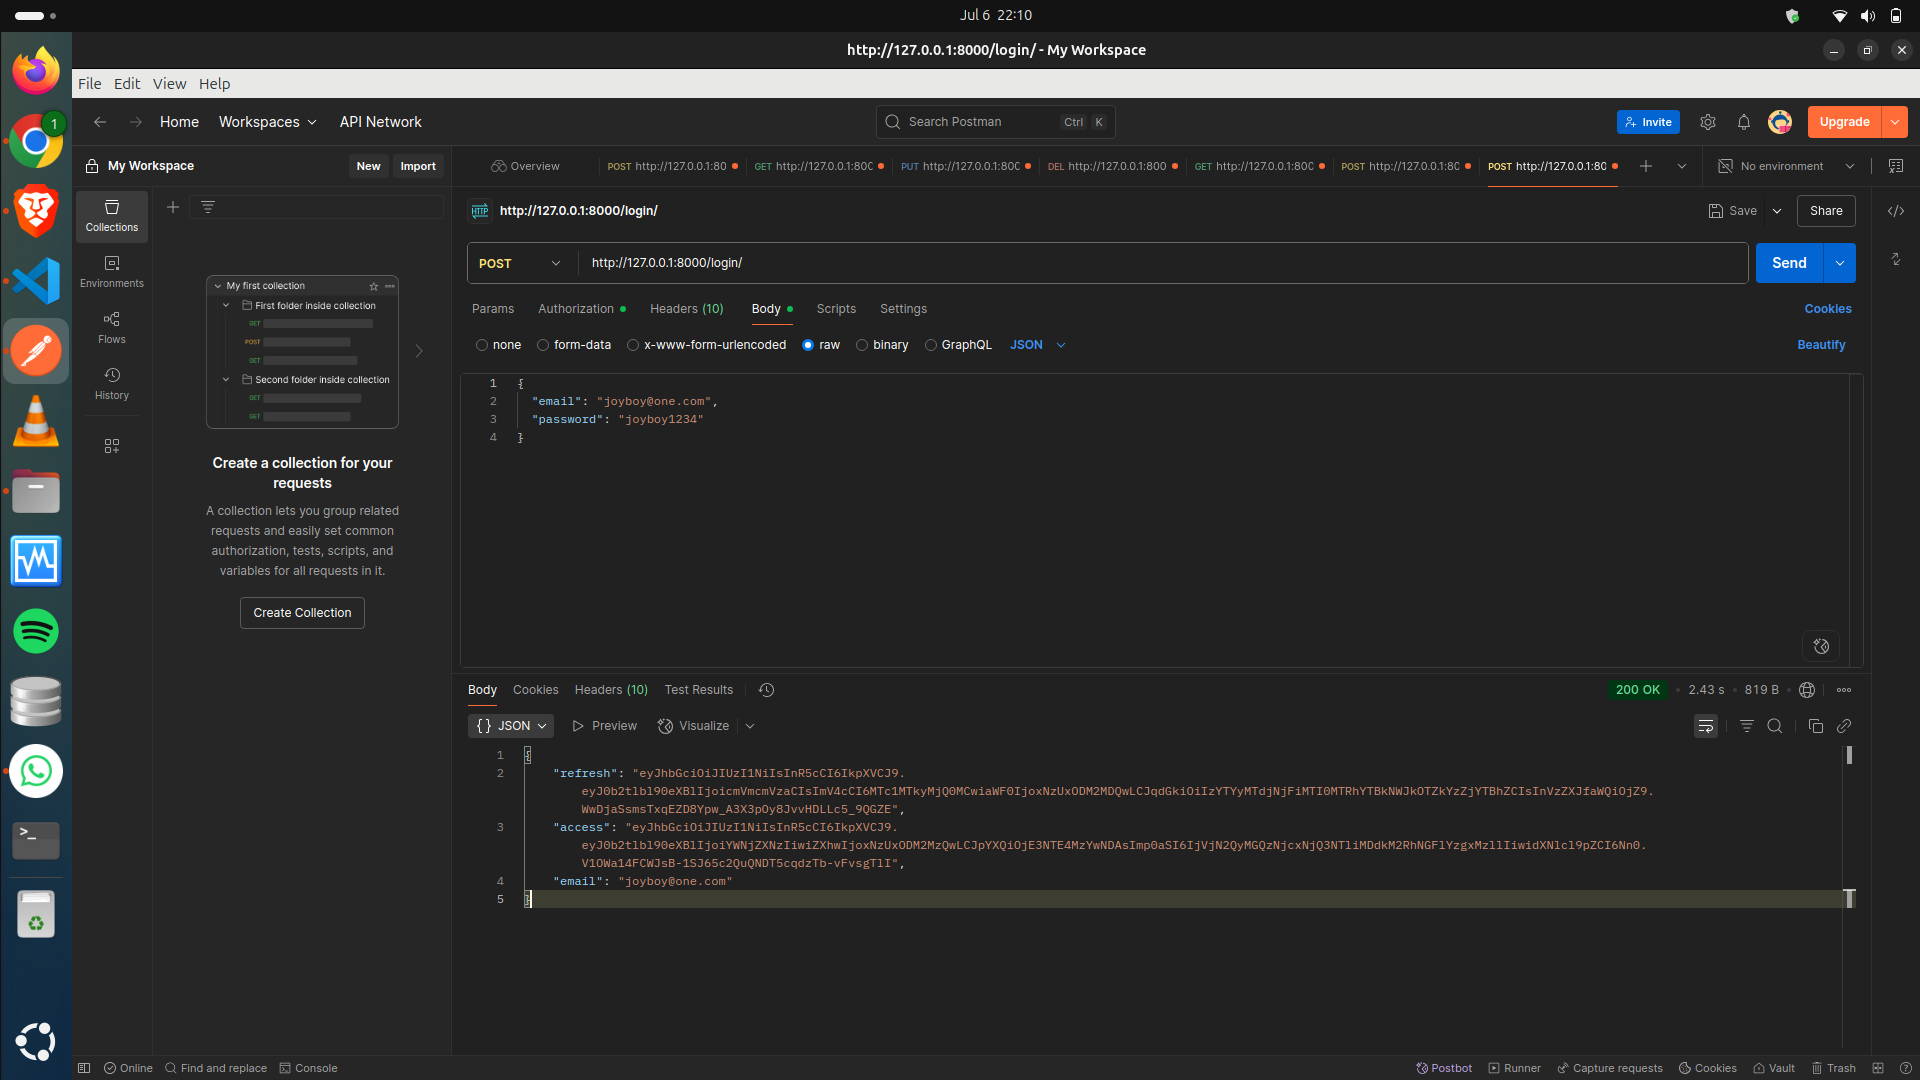 Jul 6 22:10
http://127.0.0.1:8000/login/ - My Workspace
File Edit View Help
1
Home Workspaces API Network
Search Postman Ctrl K
Invite
Upgrade
My Workspace
New Import
Overview
POST http://127.0.0.1:80
GET http://127.0.0.1:800
PUT http://127.0.0.1:800
DEL http://127.0.0.1:800
GET http://127.0.0.1:800
POST http://127.0.0.1:80
POST http://127.0.0.1:80
No environment
Collections
Environments
Flows
History
My first collection
First folder inside collection
GET
POST
GET
Second folder inside collection
GET
GET
Create a collection for your
requests
A collection lets you group related
requests and easily set common
authorization, tests, scripts, and
variables for all requests in it.
Create Collection
HTTP http://127.0.0.1:8000/login/
Save Share
POST http://127.0.0.1:8000/login/
Send
Params Authorization Headers (10) Body Scripts Settings
Cookies
none form-data x-www-form-urlencoded raw binary GraphQL JSON
Beautify
1 {
2 "email": "joyboy@one.com",
3 "password": "joyboy1234"
4 }
Body Cookies Headers (10) Test Results
200 OK • 2.43 s • 819 B
{} JSON Preview Visualize
1 {
2 "refresh": "eyJhbGciOiJIUzI1NiIsInR5cCI6IkpXVCJ9.
3 "access": "eyJhbGciOiJIUzI1NiIsInR5cCI6IkpXVCJ9.
4 "email": "joyboy@one.com"
5 }
Online Find and replace Console
Postbot Runner Capture requests Cookies Vault Trash